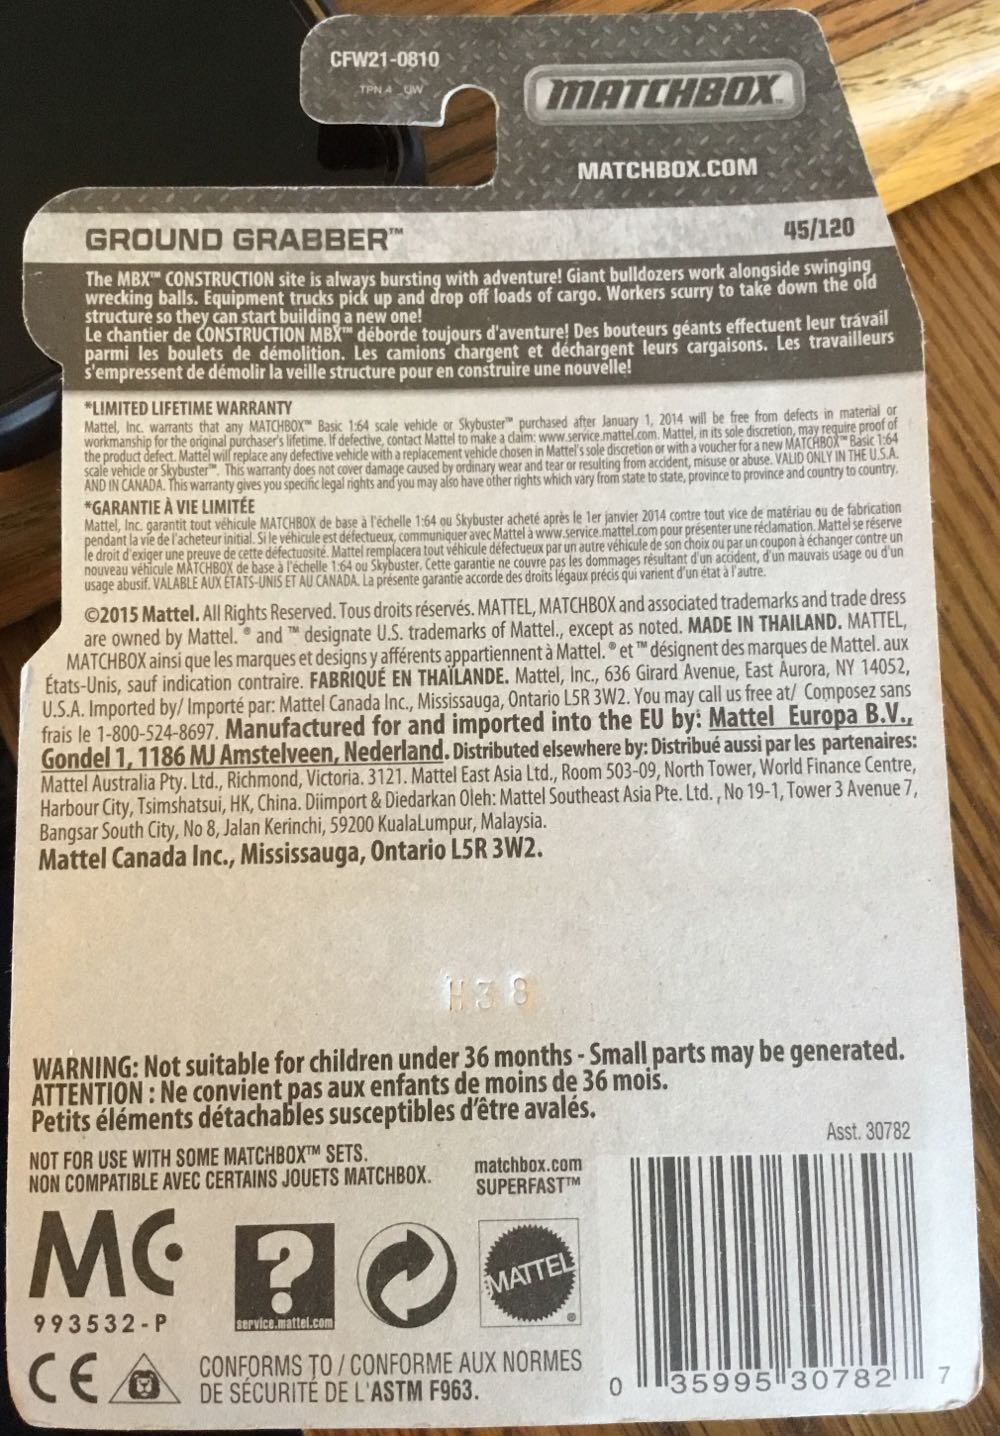 CFW21-0810
TPN 4 _UW
MATCHBOX™
MATCHBOX.COM
GROUND GRABBER™
45/120
The MBX™ CONSTRUCTION site is always bursting with adventure! Giant bulldozers work alongside swinging
wrecking balls. Equipment trucks pick up and drop off loads of cargo. Workers scurry to take down the old
structure so they can start building a new one!
Le chantier de CONSTRUCTION MBX™ déborde toujours d'aventure! Des bouteurs géants effectuent leur travail
parmi les boulets de démolition. Les camions chargent et déchargent leurs cargaisons. Les travailleurs
s'empressent de démolir la veille structure pour en construire une nouvelle!
*LIMITED LIFETIME WARRANTY
Mattel, Inc. warrants that any MATCHBOX™ Basic 1:64 scale vehicle or Skybuster™ purchased after January 1, 2014 will be free from defects in material or
workmanship for the original purchaser's lifetime. If defective, contact Mattel to make a claim: www.service.mattel.com. Mattel, in its sole discretion, may require proof of
the product defect. Mattel will replace any defective vehicle with a replacement vehicle chosen in Mattel's sole discretion or with a voucher for a new MATCHBOX™ Basic 1:64
scale vehicle or Skybuster™. This warranty does not cover damage caused by ordinary wear and tear or resulting from accident, misuse or abuse. VALID ONLY IN THE U.S.A.
AND IN CANADA. This warranty gives you specific legal rights and you may also have other rights which vary from state to state, province to province and country to country.
*GARANTIE À VIE LIMITÉE
Mattel, Inc. garantit tout véhicule MATCHBOX de base à l'échelle 1:64 ou Skybuster acheté après le 1er janvier 2014 contre tout vice de matériau ou de fabrication
pendant la vie de l'acheteur initial. Si le véhicule est défectueux, communiquer avec Mattel à www.service.mattel.com pour présenter une réclamation. Mattel se réserve
le droit d'exiger une preuve de cette défectuosité. Mattel remplacera tout véhicule défectueux par un autre véhicule de son choix ou par un coupon à échanger contre un
nouveau véhicule MATCHBOX de base à l'échelle 1:64 ou Skybuster. Cette garantie ne couvre pas les dommages résultant d'un accident, d'un mauvais usage ou d'un
usage abusif. VALABLE AUX ÉTATS-UNIS ET AU CANADA. La présente garantie accorde des droits légaux précis qui varient d'un état à l'autre.
©2015 Mattel. All Rights Reserved. Tous droits réservés. MATTEL, MATCHBOX and associated trademarks and trade dress
are owned by Mattel. ® and ™ designate U.S. trademarks of Mattel., except as noted. MADE IN THAILAND. MATTEL,
MATCHBOX ainsi que les marques et designs y afférents appartiennent à Mattel. ® et ™ désignent des marques de Mattel. aux
États-Unis, sauf indication contraire. FABRIQUÉ EN THAÏLANDE. Mattel, Inc., 636 Girard Avenue, East Aurora, NY 14052,
U.S.A. Imported by/ Importé par: Mattel Canada Inc., Mississauga, Ontario L5R 3W2. You may call us free at/ Composez sans
frais le 1-800-524-8697. Manufactured for and imported into the EU by: Mattel Europa B.V.,
Gondel 1, 1186 MJ Amstelveen, Nederland. Distributed elsewhere by: Distribué aussi par les partenaires:
Mattel Australia Pty. Ltd., Richmond, Victoria. 3121. Mattel East Asia Ltd., Room 503-09, North Tower, World Finance Centre,
Harbour City, Tsimshatsui, HK, China. Diimport & Diedarkan Oleh: Mattel Southeast Asia Pte. Ltd. , No 19-1, Tower 3 Avenue 7,
Bangsar South City, No 8, Jalan Kerinchi, 59200 KualaLumpur, Malaysia.
Mattel Canada Inc., Mississauga, Ontario L5R 3W2.
H38
WARNING: Not suitable for children under 36 months - Small parts may be generated.
ATTENTION : Ne convient pas aux enfants de moins de 36 mois.
Petits éléments détachables susceptibles d'être avalés.
Asst. 30782
NOT FOR USE WITH SOME MATCHBOX™ SETS.
NON COMPATIBLE AVEC CERTAINS JOUETS MATCHBOX.
matchbox.com
SUPERFAST™
MC
993532-P
?
service.mattel.com
MATTEL®
CE
CONFORMS TO / CONFORME AUX NORMES
DE SÉCURITÉ DE L'ASTM F963.
0 35995 30782 7